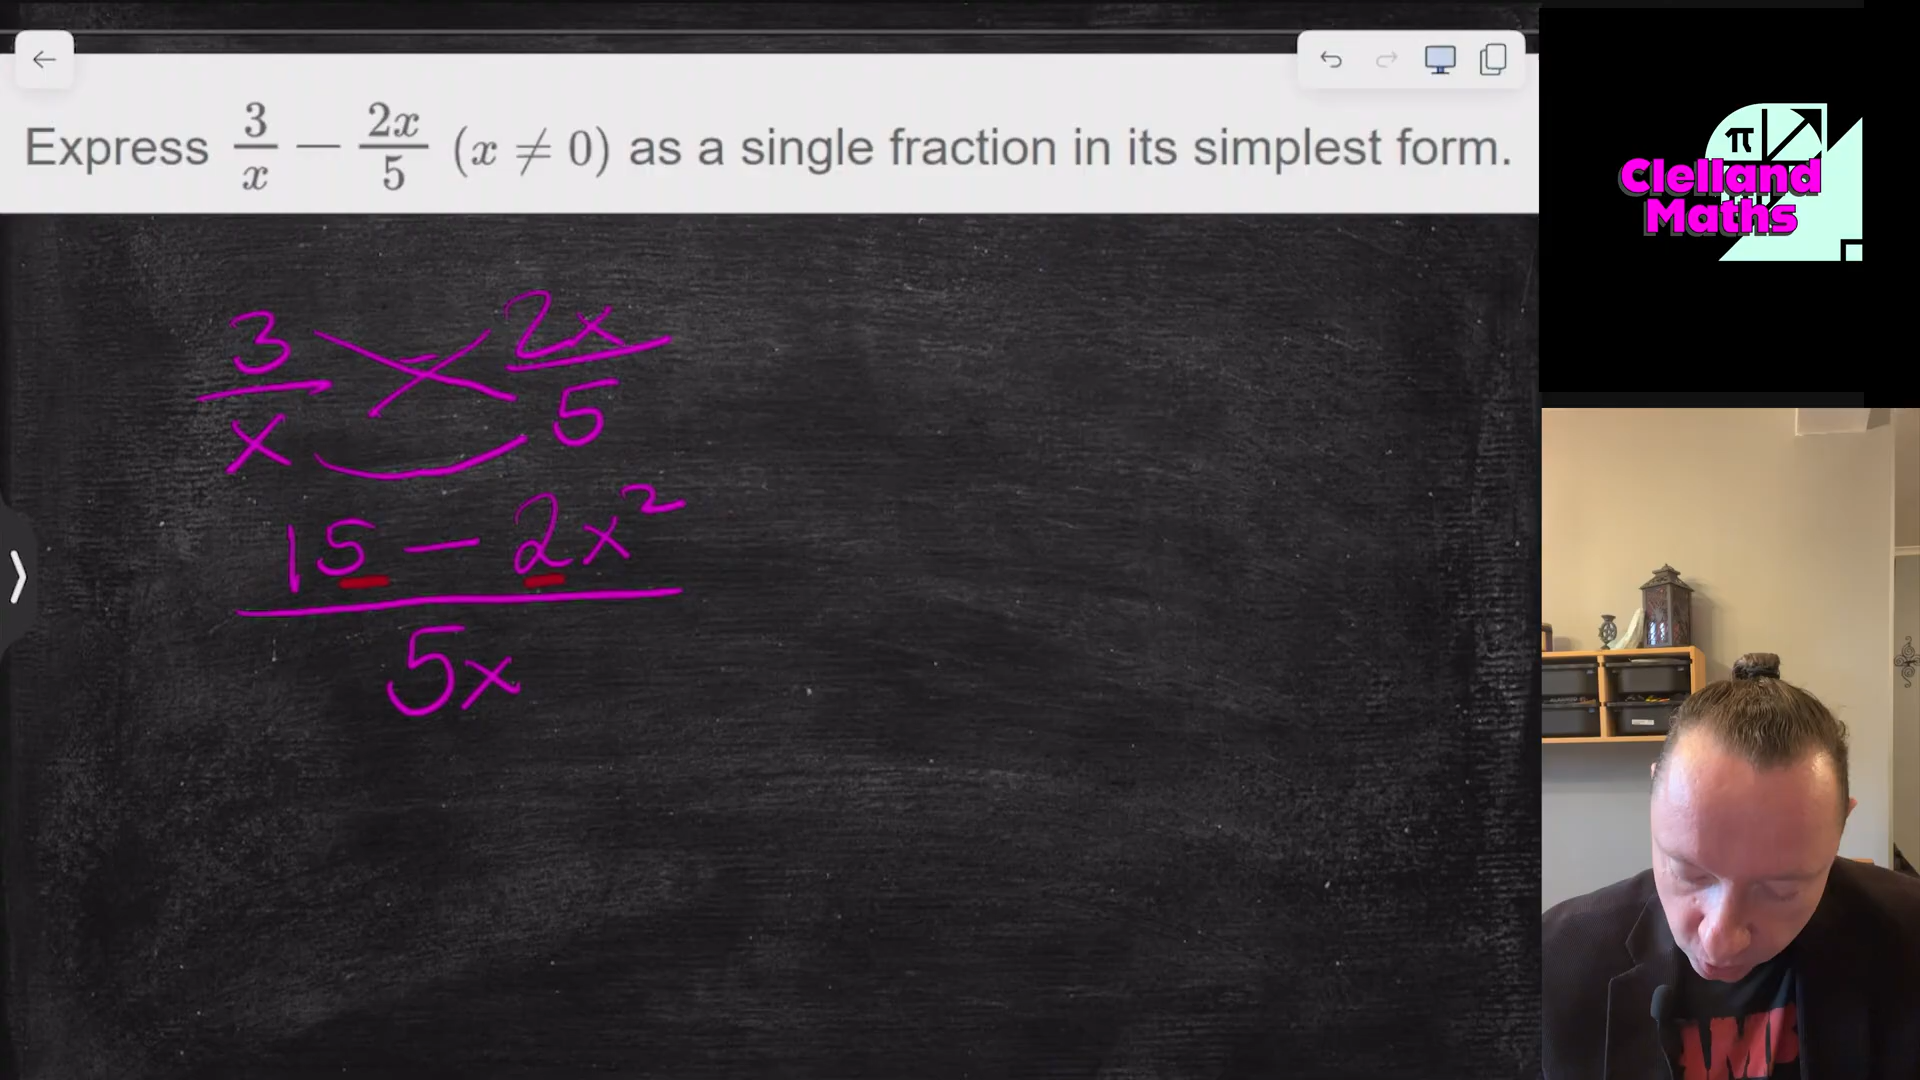 Express 3/x − 2x/5 (x ≠ 0) as a single fraction in its simplest form.
π
Clelland
Maths
3/x − 2x/5
15 − 2x²
5x